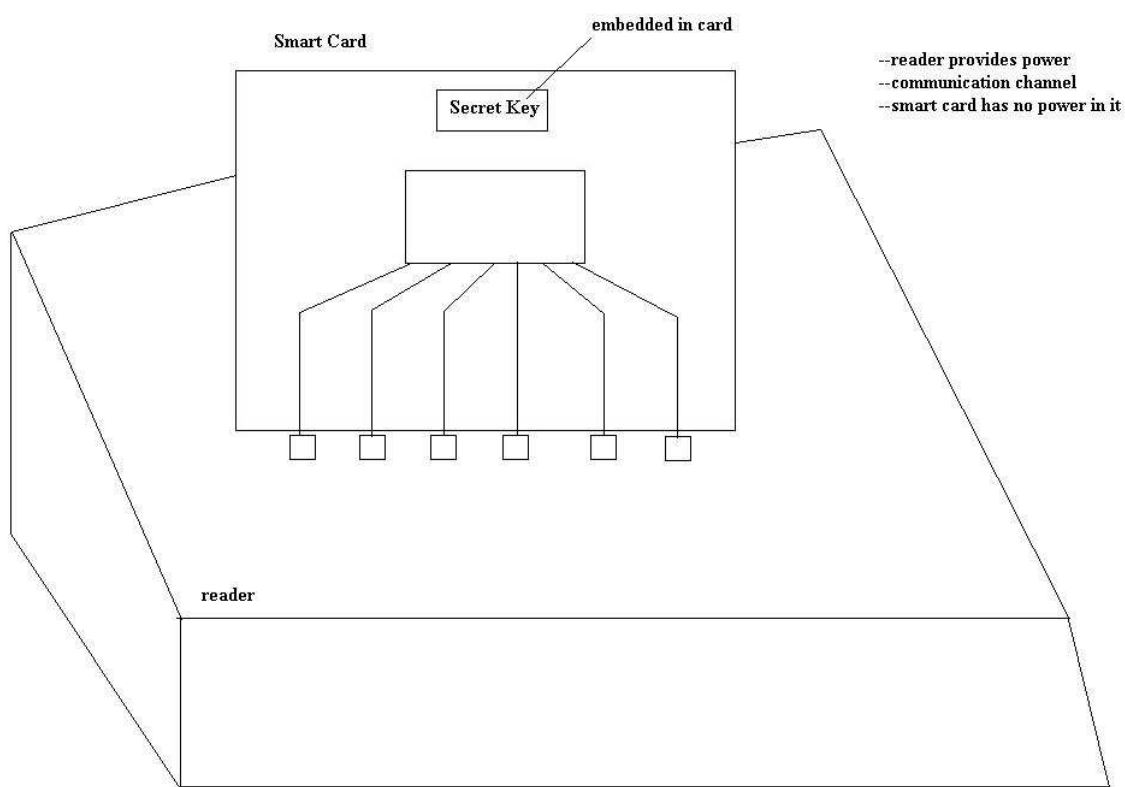 embedded in card
Smart Card
--reader provides power
--communication channel
--smart card has no power in it
Secret Key
reader